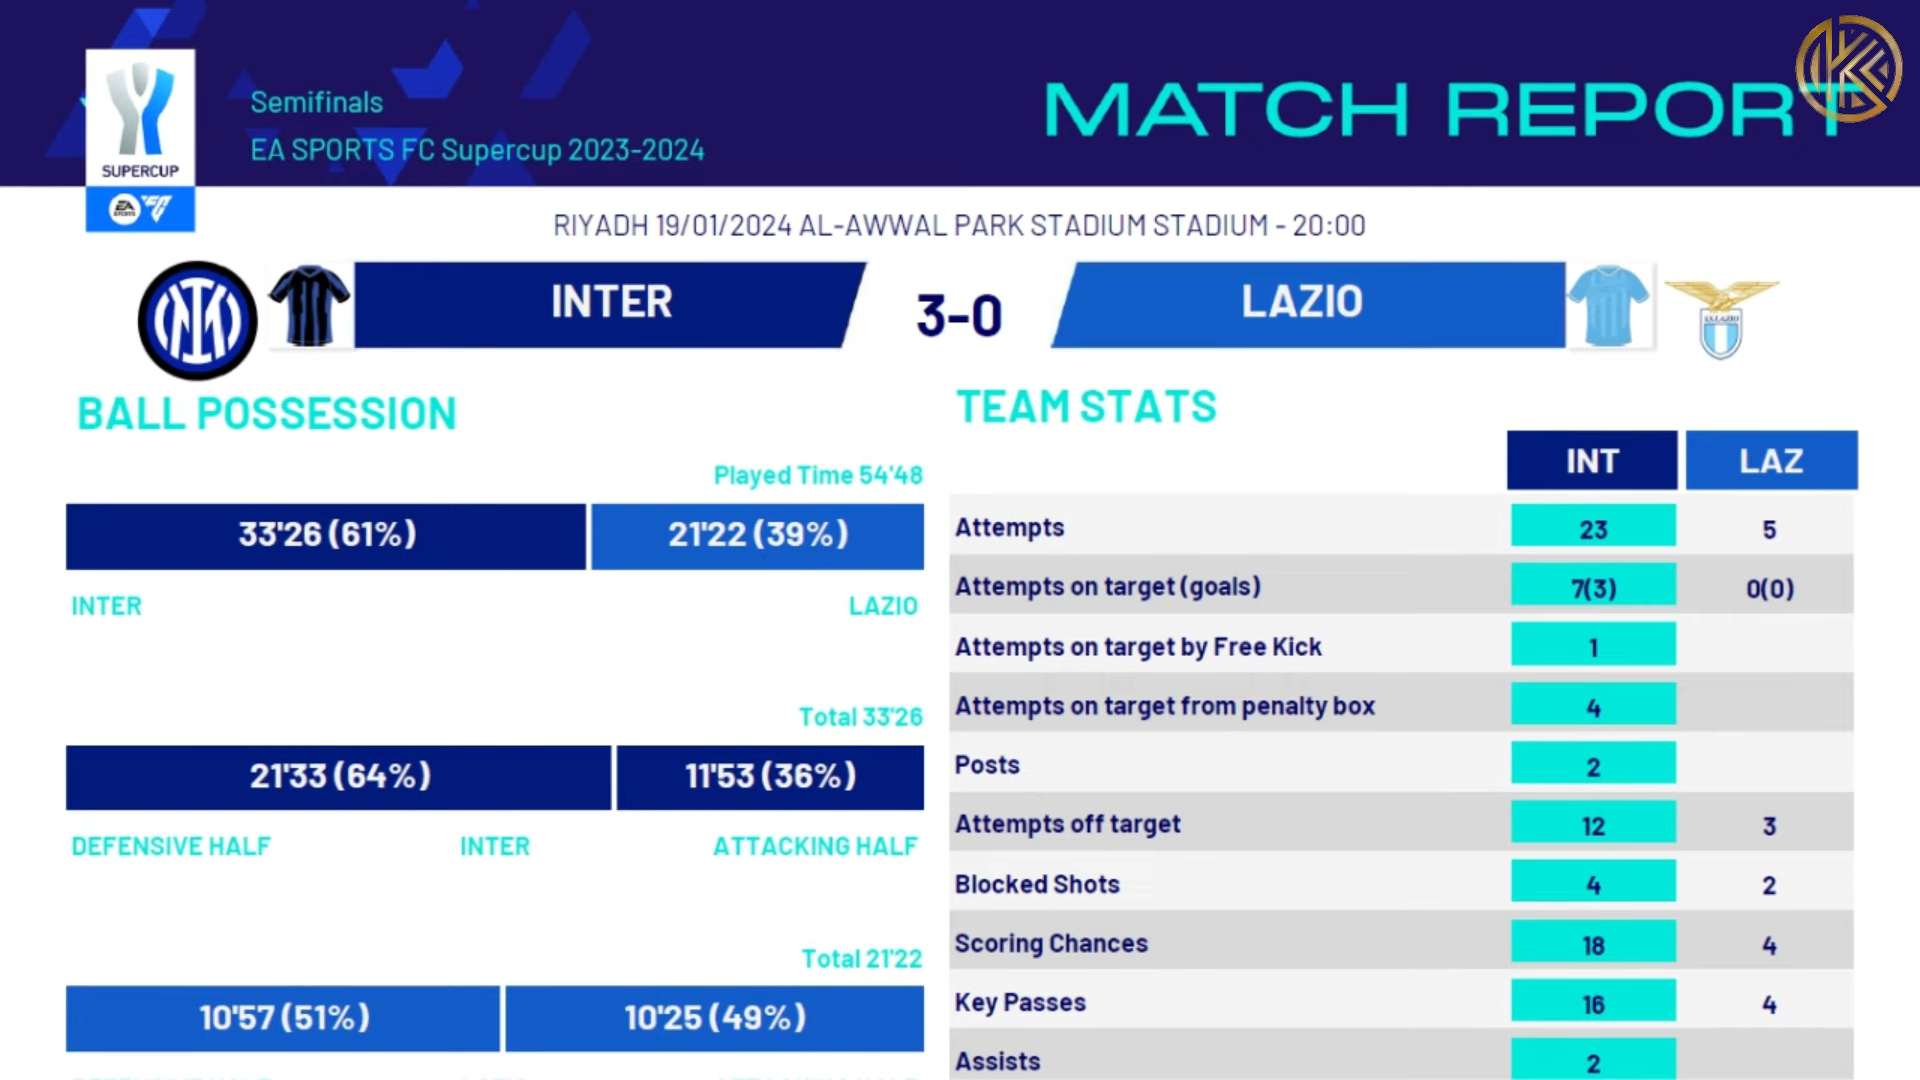 SUPERCUP
EA SPORTS FC
Semifinals
EA SPORTS FC Supercup 2023-2024
MATCH REPORT
RIYADH 19/01/2024 AL-AWWAL PARK STADIUM STADIUM - 20:00
INTER
3-0
LAZIO
S.S.LAZIO
BALL POSSESSION
Played Time 54'48
33'26 (61%)
21'22 (39%)
INTER
LAZIO
Total 33'26
21'33 (64%)
11'53 (36%)
DEFENSIVE HALF
INTER
ATTACKING HALF
Total 21'22
10'57 (51%)
10'25 (49%)
TEAM STATS
INT LAZ
Attempts 23 5
Attempts on target (goals) 7(3) 0(0)
Attempts on target by Free Kick 1
Attempts on target from penalty box 4
Posts 2
Attempts off target 12 3
Blocked Shots 4 2
Scoring Chances 18 4
Key Passes 16 4
Assists 2